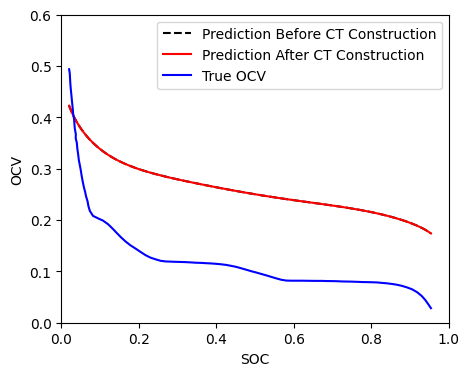 Prediction Before CT Construction
Prediction After CT Construction
True OCV
0.6
0.5
0.4
0.3
0.2
0.1
0.0
OCV
0.0 0.2 0.4 0.6 0.8 1.0
SOC